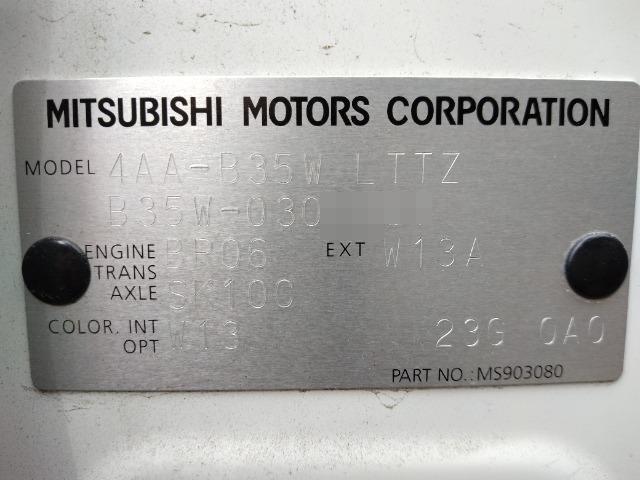 MITSUBISHI MOTORS CORPORATION
MODEL 4AA-B35W LTTZ
B35W-030
ENGINE BR06 EXT W13A
TRANS
AXLE SK10C
COLOR. INT W13 23G 0A0
OPT
PART NO.:MS903080